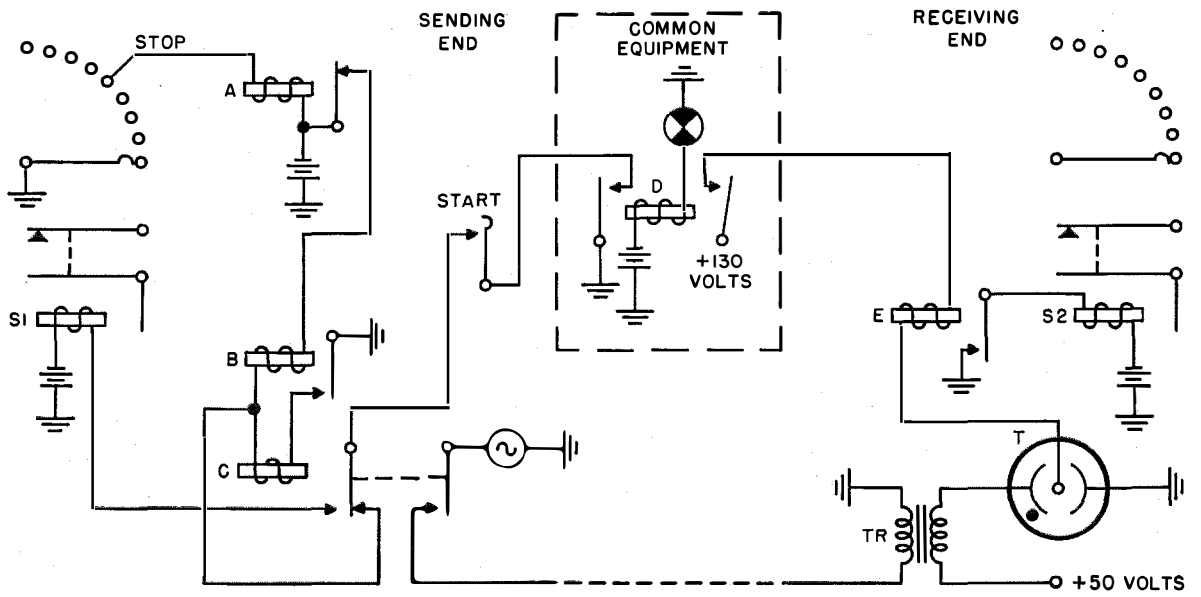 SENDING
END
COMMON
EQUIPMENT
RECEIVING
END
STOP
A
D
START
+130
VOLTS
S1
E
S2
B
C
T
TR
+50 VOLTS